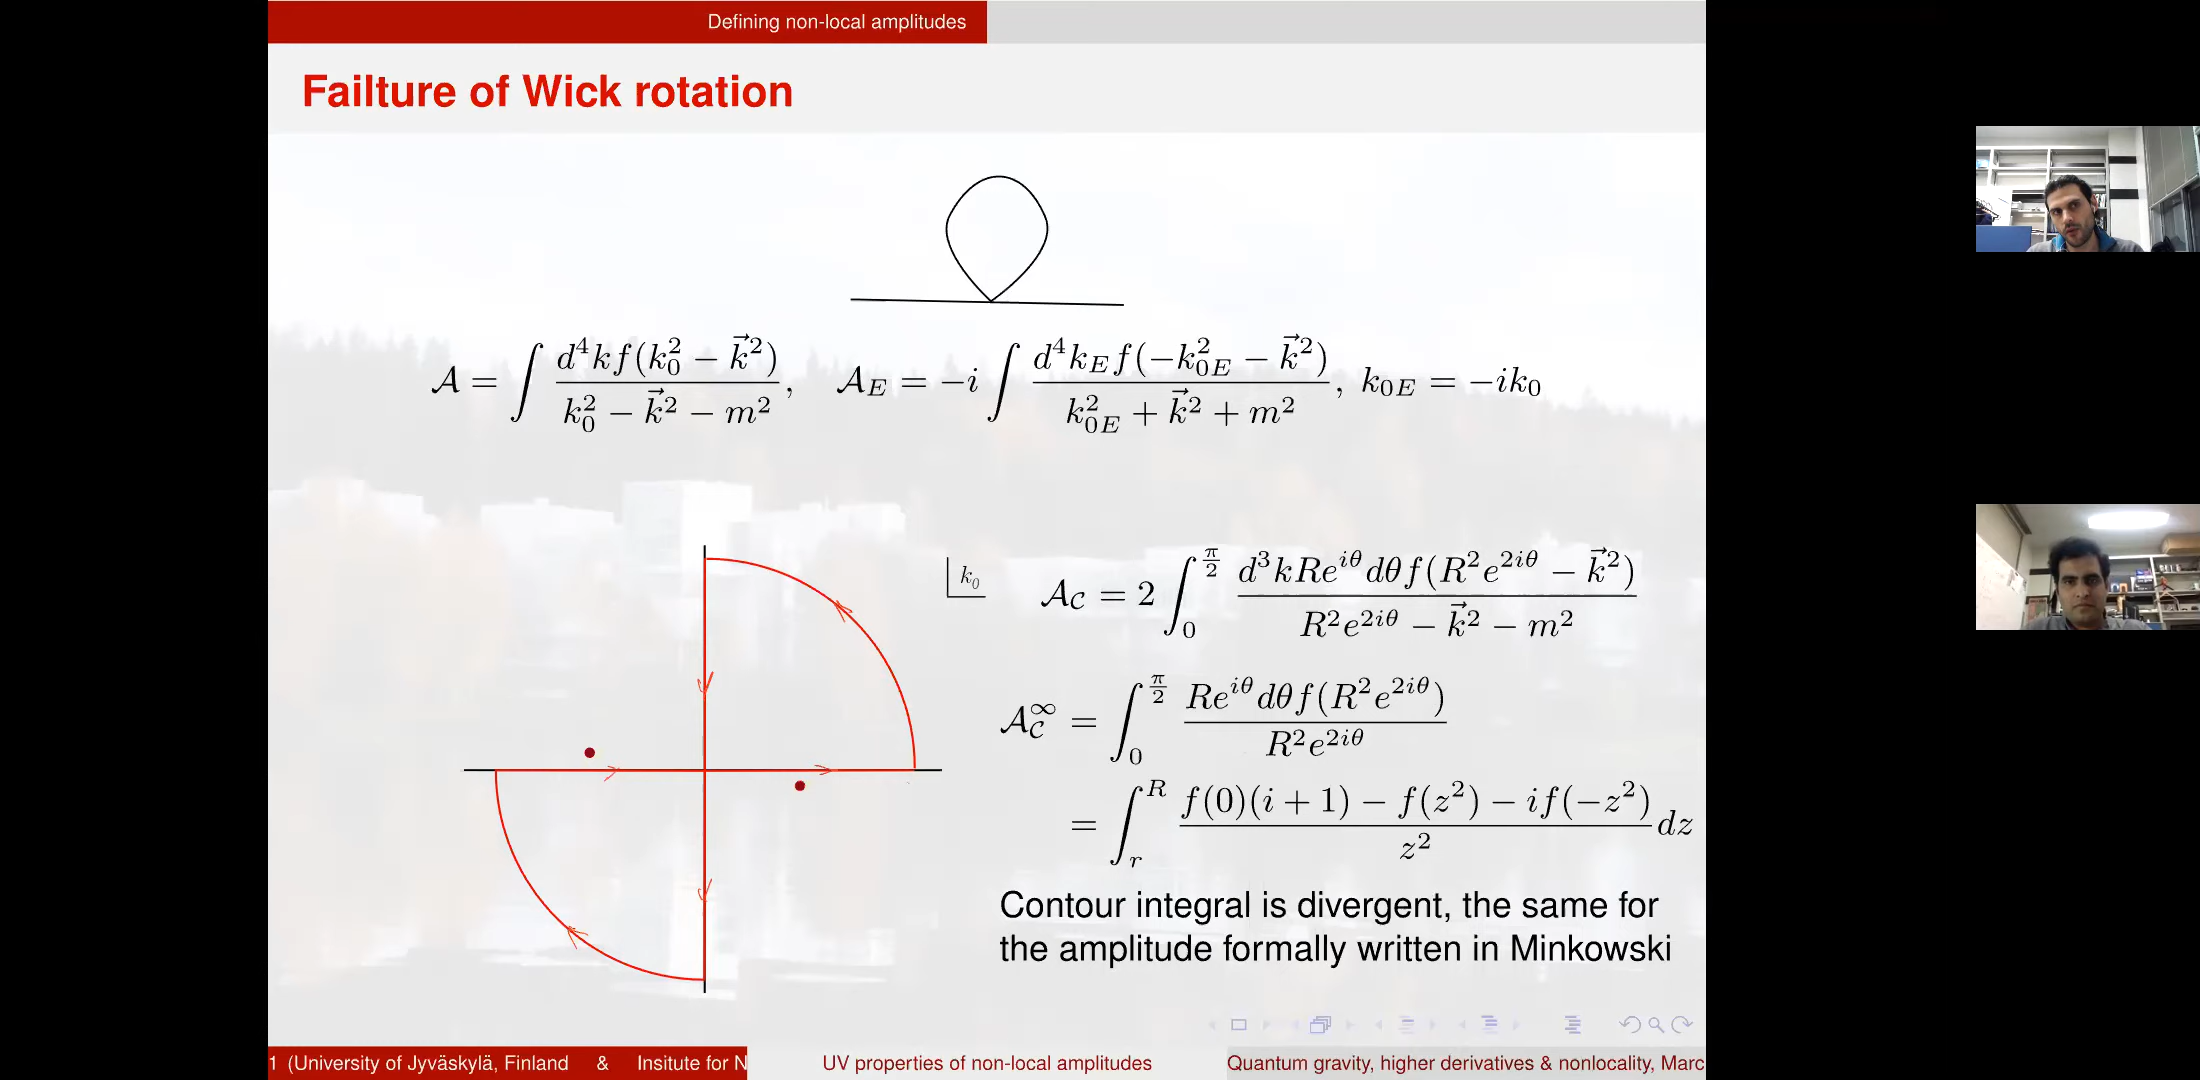 Defining non-local amplitudes
Failture of Wick rotation
$\mathcal{A} = \int \frac{d^4 k f(k_0^2 - \vec{k}^2)}{k_0^2 - \vec{k}^2 - m^2}, \quad \mathcal{A}_E = -i \int \frac{d^4 k_E f(-k_{0E}^2 - \vec{k}^2)}{k_{0E}^2 + \vec{k}^2 + m^2}, \; k_{0E} = -ik_0$
$k_0$
$\mathcal{A}_{\mathcal{C}} = 2 \int_0^{\frac{\pi}{2}} \frac{d^3 k R e^{i\theta} d\theta f(R^2 e^{2i\theta} - \vec{k}^2)}{R^2 e^{2i\theta} - \vec{k}^2 - m^2}$
$\mathcal{A}_{\mathcal{C}}^{\infty} = \int_0^{\frac{\pi}{2}} \frac{R e^{i\theta} d\theta f(R^2 e^{2i\theta})}{R^2 e^{2i\theta}}$
$= \int_r^R \frac{f(0)(i+1) - f(z^2) - i f(-z^2)}{z^2} dz$
Contour integral is divergent, the same for
the amplitude formally written in Minkowski
1 (University of Jyväskylä, Finland & Insitute for N
UV properties of non-local amplitudes
Quantum gravity, higher derivatives & nonlocality, Marc